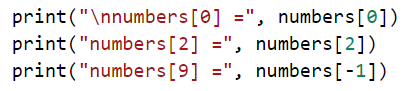 print("\nnumbers[0] =", numbers[0])
print("numbers[2] =", numbers[2])
print("numbers[9] =", numbers[-1])